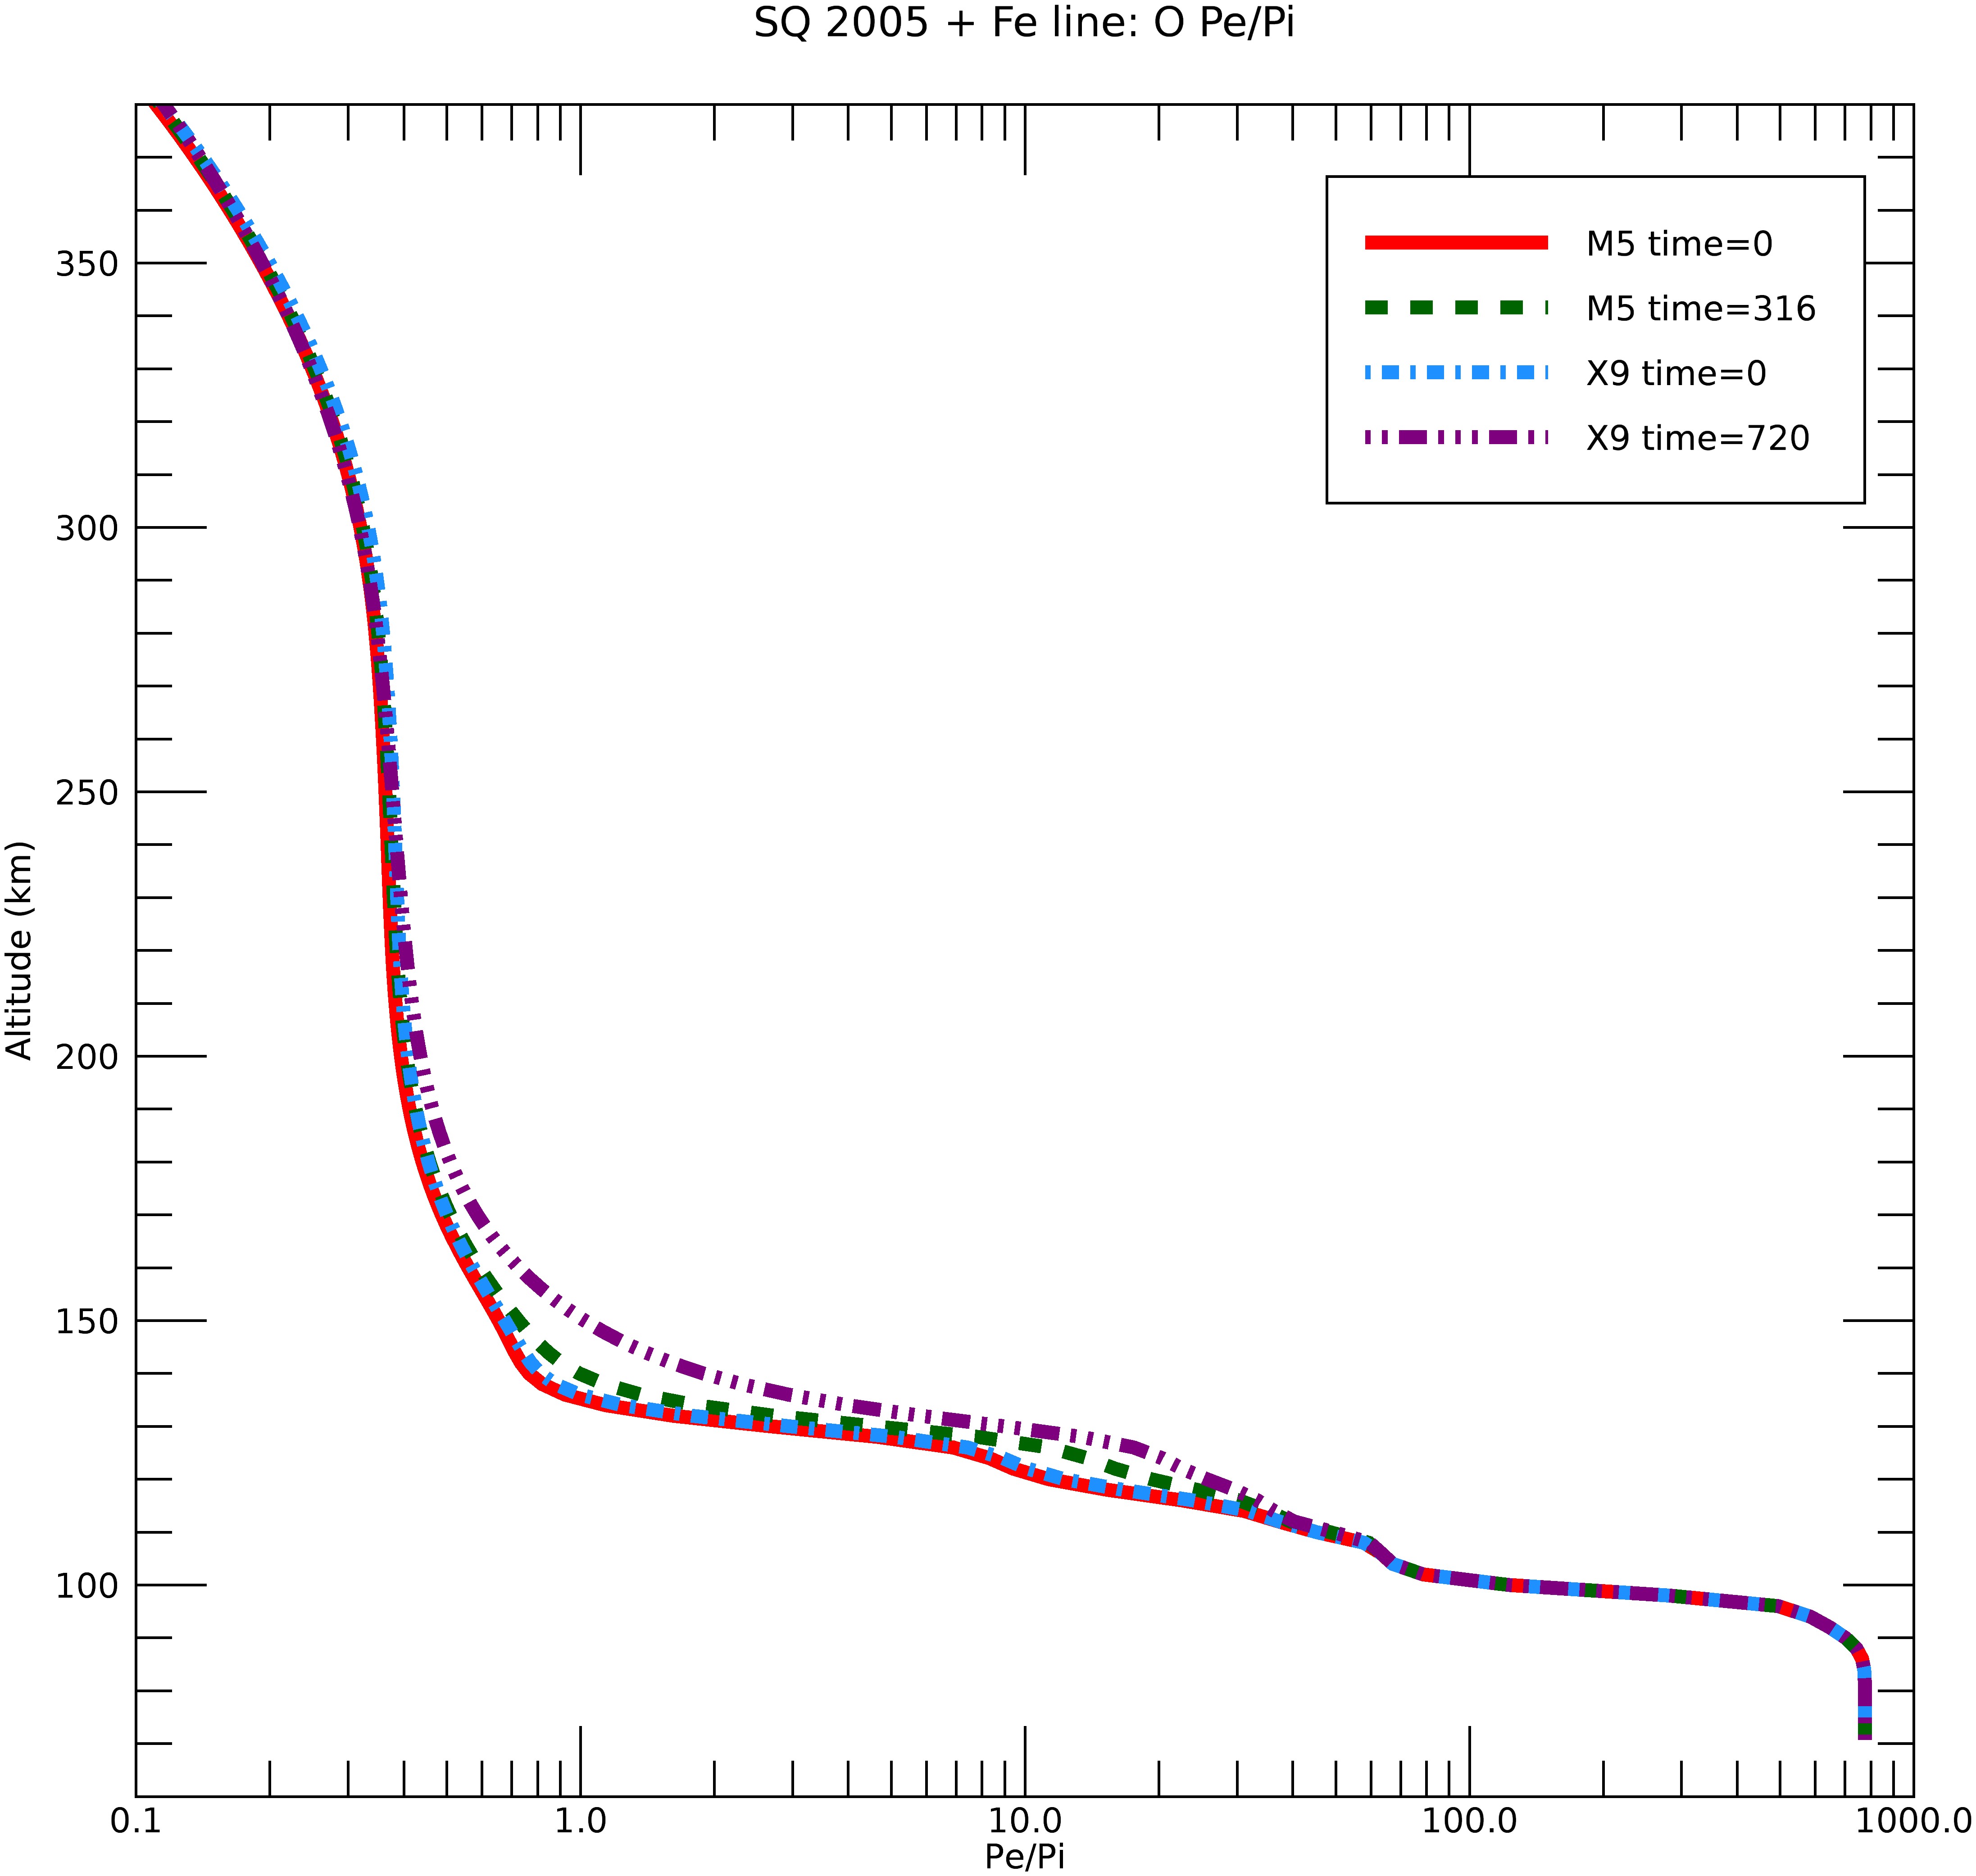 SQ 2005 + Fe line: O Pe/Pi
M5 time=0
M5 time=316
X9 time=0
X9 time=720
350
300
250
200
150
100
Altitude (km)
0.1 1.0 10.0 100.0 1000.0
Pe/Pi